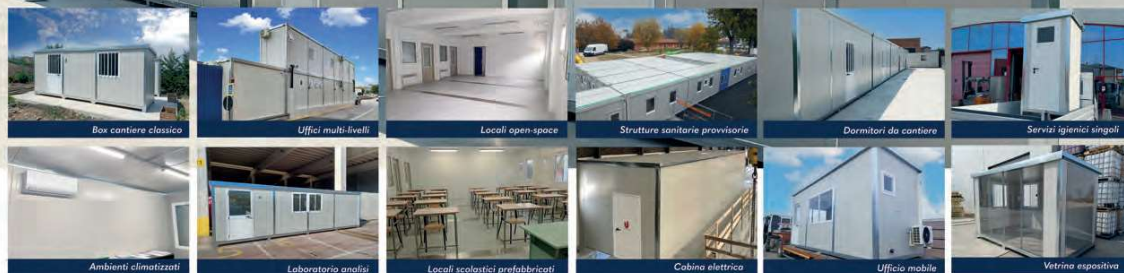 Box cantiere classico
Uffici multi-livelli
Locali open-space
Strutture sanitarie provvisorie
Dormitori da cantiere
Servizi igienici singoli
Ambienti climatizzati
Laboratorio analisi
Locali scolastici prefabbricati
Cabina elettrica
Ufficio mobile
Vetrina espositiva